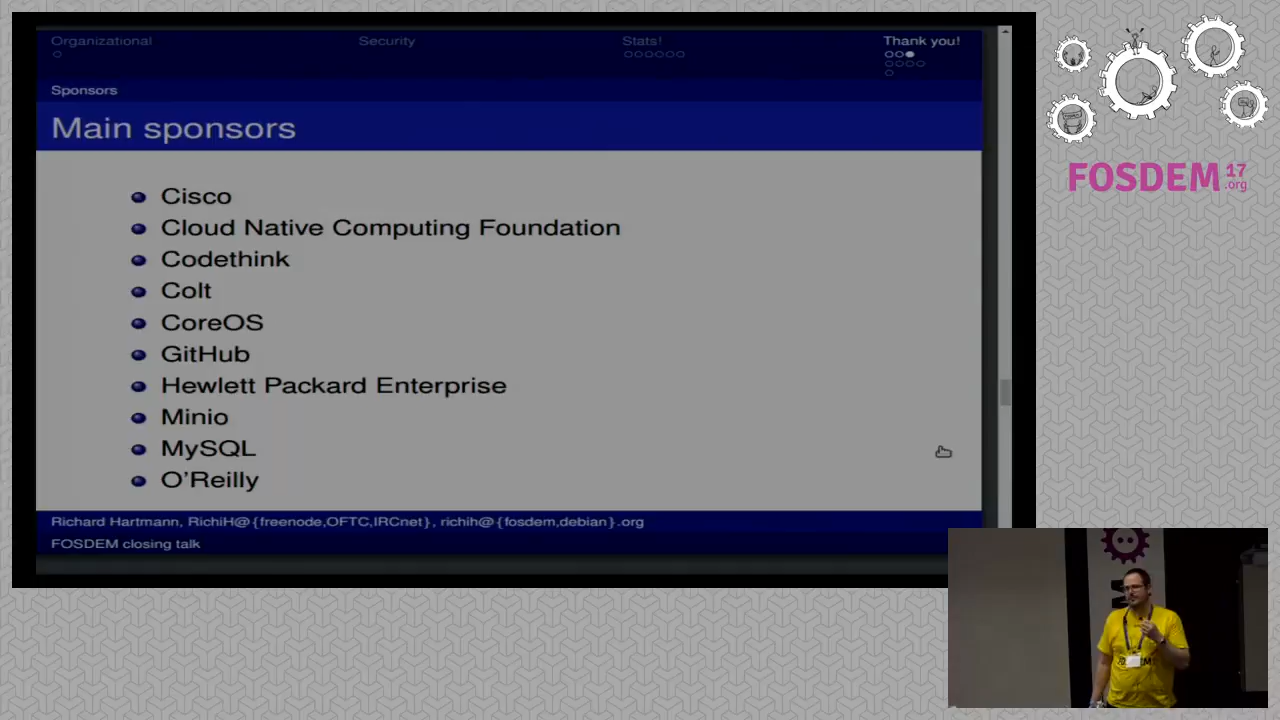 Organizational
Security
Stats!
Thank you!
Sponsors
Main sponsors
Cisco
Cloud Native Computing Foundation
Codethink
Colt
CoreOS
GitHub
Hewlett Packard Enterprise
Minio
MySQL
O'Reilly
Richard Hartmann, RichiH@{freenode,OFTC,IRCnet}, richih@{fosdem,debian}.org
FOSDEM closing talk
FOSDEM 17
.org